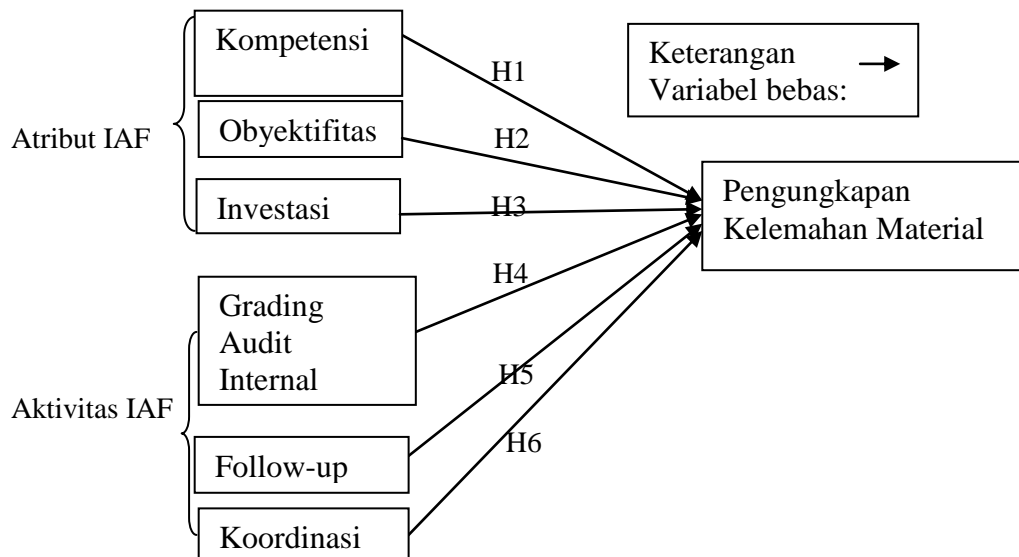 Kompetensi
Keterangan
Variabel bebas:
H1
Atribut IAF
Obyektifitas
H2
Investasi
H3
Pengungkapan
Kelemahan Material
H4
Grading
Audit
Internal
H5
Aktivitas IAF
H6
Follow-up
Koordinasi